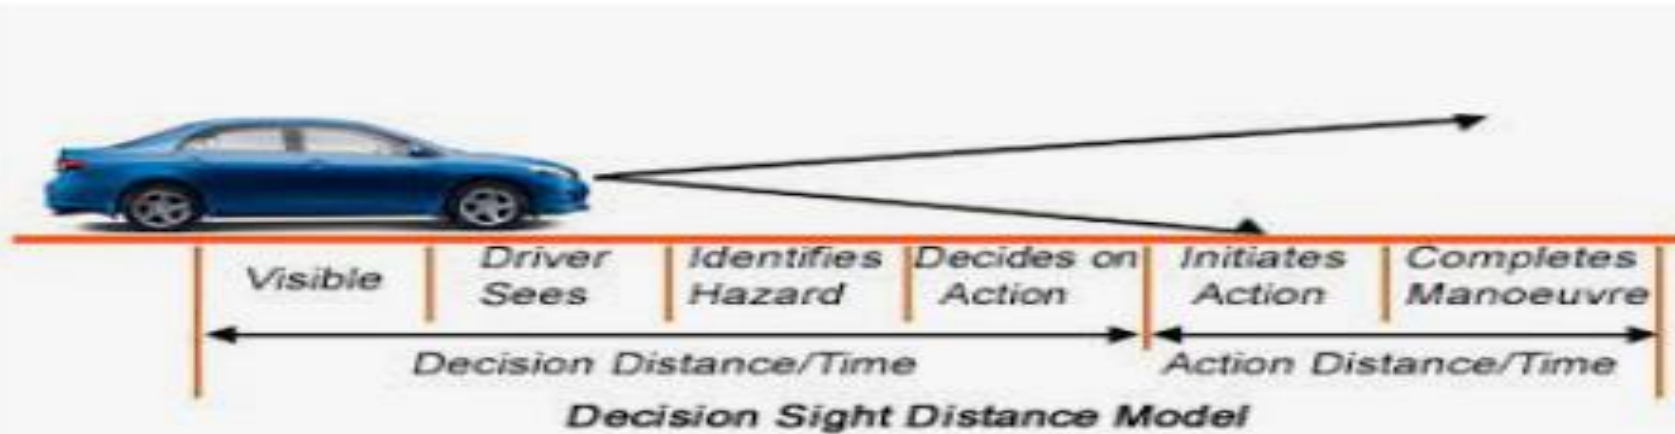 Visible
Driver
Sees
Identifies
Hazard
Decides on
Action
Initiates
Action
Completes
Manoeuvre
Decision Distance/Time
Action Distance/Time
Decision Sight Distance Model